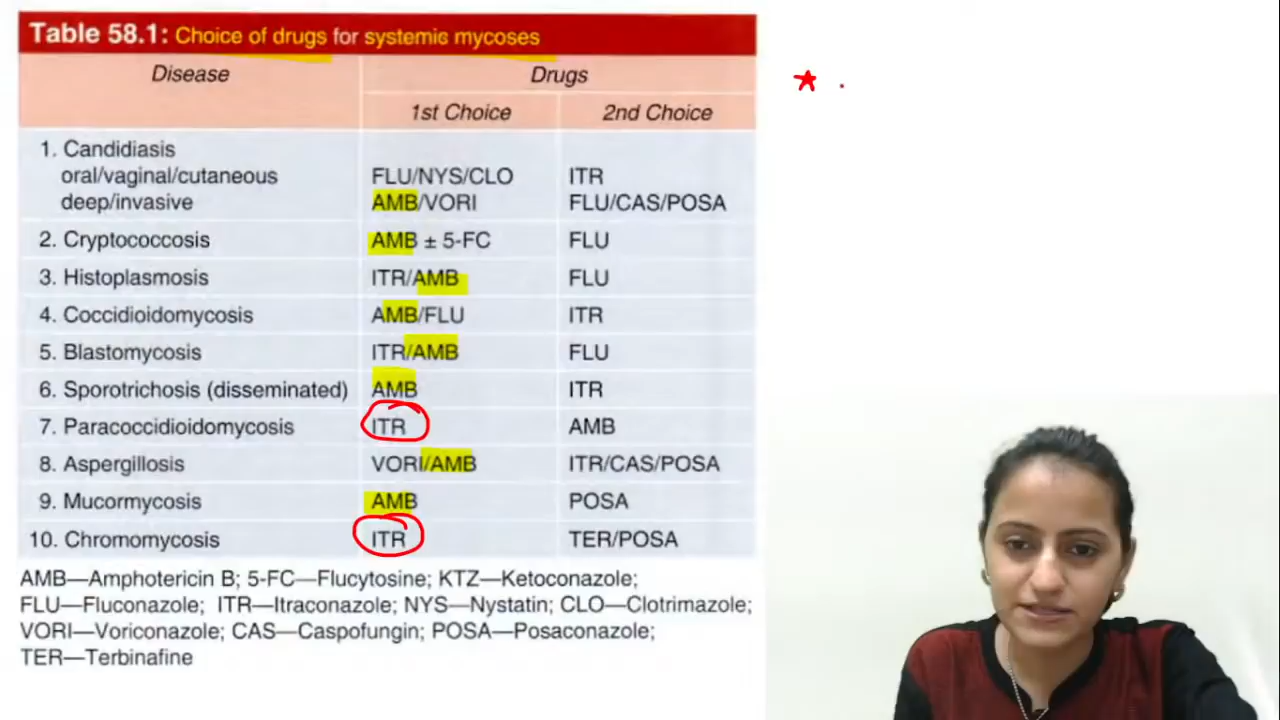 Table 58.1: Choice of drugs for systemic mycoses
Disease Drugs
1st Choice 2nd Choice
1. Candidiasis
oral/vaginal/cutaneous FLU/NYS/CLO ITR
deep/invasive AMB/VORI FLU/CAS/POSA
2. Cryptococcosis AMB ± 5-FC FLU
3. Histoplasmosis ITR/AMB FLU
4. Coccidioidomycosis AMB/FLU ITR
5. Blastomycosis ITR/AMB FLU
6. Sporotrichosis (disseminated) AMB ITR
7. Paracoccidioidomycosis ITR AMB
8. Aspergillosis VORI/AMB ITR/CAS/POSA
9. Mucormycosis AMB POSA
10. Chromomycosis ITR TER/POSA
AMB—Amphotericin B; 5-FC—Flucytosine; KTZ—Ketoconazole;
FLU—Fluconazole; ITR—Itraconazole; NYS—Nystatin; CLO—Clotrimazole;
VORI—Voriconazole; CAS—Caspofungin; POSA—Posaconazole;
TER—Terbinafine